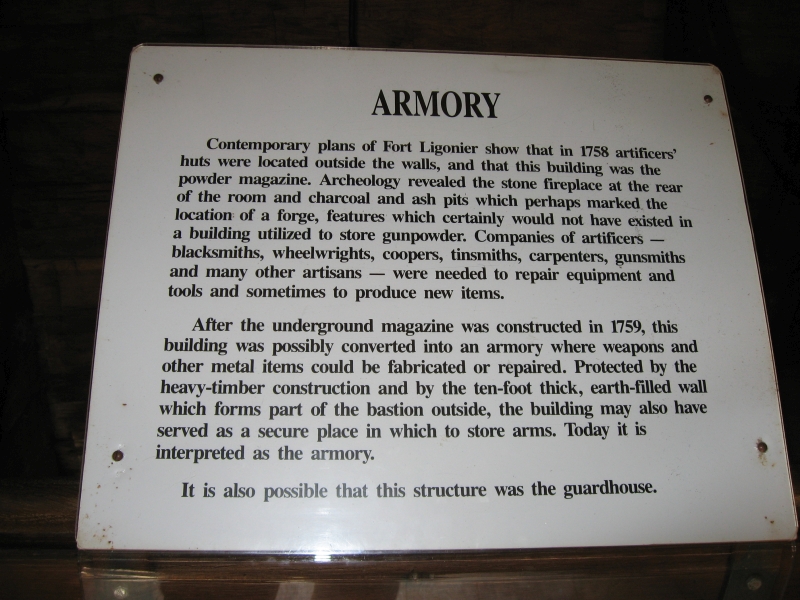 ARMORY
Contemporary plans of Fort Ligonier show that in 1758 artificers'
huts were located outside the walls, and that this building was the
powder magazine. Archeology revealed the stone fireplace at the rear
of the room and charcoal and ash pits which perhaps marked the
location of a forge, features which certainly would not have existed in
a building utilized to store gunpowder. Companies of artificers —
blacksmiths, wheelwrights, coopers, tinsmiths, carpenters, gunsmiths
and many other artisans — were needed to repair equipment and
tools and sometimes to produce new items.
After the underground magazine was constructed in 1759, this
building was possibly converted into an armory where weapons and
other metal items could be fabricated or repaired. Protected by the
heavy-timber construction and by the ten-foot thick, earth-filled wall
which forms part of the bastion outside, the building may also have
served as a secure place in which to store arms. Today it is
interpreted as the armory.
It is also possible that this structure was the guardhouse.